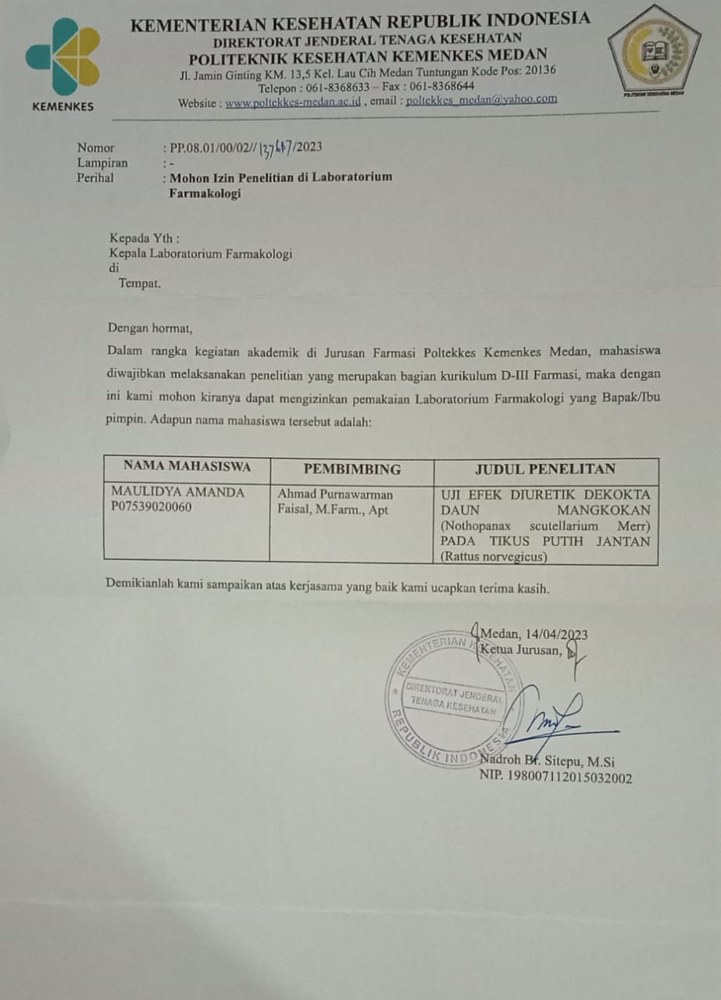 KEMENTERIAN KESEHATAN REPUBLIK INDONESIA
DIREKTORAT JENDERAL TENAGA KESEHATAN
POLITEKNIK KESEHATAN KEMENKES MEDAN
Jl. Jamin Ginting KM. 13,5 Kel. Lau Cih Medan Tuntungan Kode Pos: 20136
Telepon : 061-8368633 – Fax : 061-8368644
Website : www.poltekkes-medan.ac.id , email : poltekkes_medan@yahoo.com
KEMENKES
POLITEKNIK KESEHATAN MEDAN
Nomor : PP.08.01/00/02// /2023
Lampiran : -
Perihal : Mohon Izin Penelitian di Laboratorium
Farmakologi
Kepada Yth :
Kepala Laboratorium Farmakologi
di
Tempat.
Dengan hormat,
Dalam rangka kegiatan akademik di Jurusan Farmasi Poltekkes Kemenkes Medan, mahasiswa
diwajibkan melaksanakan penelitian yang merupakan bagian kurikulum D-III Farmasi, maka dengan
ini kami mohon kiranya dapat mengizinkan pemakaian Laboratorium Farmakologi yang Bapak/Ibu
pimpin. Adapun nama mahasiswa tersebut adalah:
NAMA MAHASISWA PEMBIMBING JUDUL PENELITAN
MAULIDYA AMANDA Ahmad Purnawarman UJI EFEK DIURETIK DEKOKTA
P07539020060 Faisal, M.Farm., Apt DAUN MANGKOKAN
(Nothopanax scutellarium Merr)
PADA TIKUS PUTIH JANTAN
(Rattus norvegicus)
Demikianlah kami sampaikan atas kerjasama yang baik kami ucapkan terima kasih.
Medan, 14/04/2023
Ketua Jurusan,
KEMENTERIAN KESEHATAN
DIREKTORAT JENDERAL
TENAGA KESEHATAN
REPUBLIK INDONESIA
Nadroh Br. Sitepu, M.Si
NIP. 198007112015032002